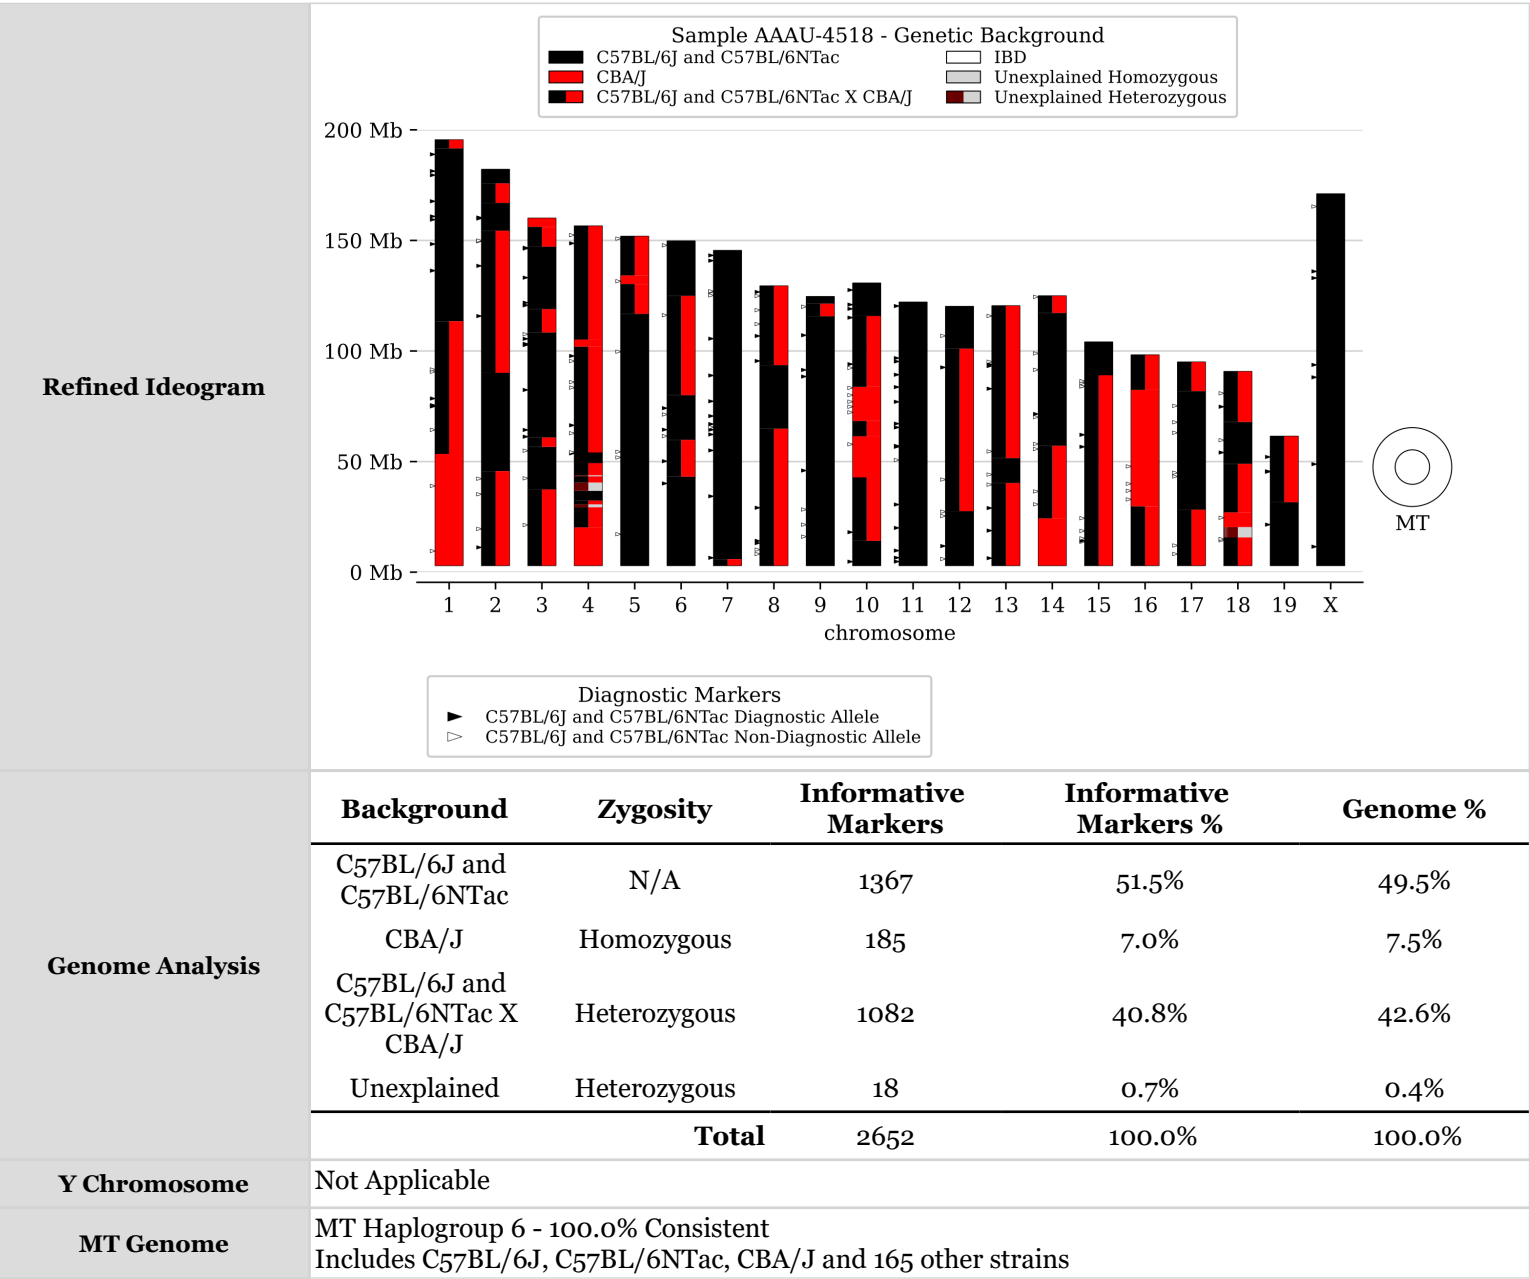 Refined Ideogram
Sample AAAU-4518 - Genetic Background
C57BL/6J and C57BL/6NTac
CBA/J
C57BL/6J and C57BL/6NTac X CBA/J
IBD
Unexplained Homozygous
Unexplained Heterozygous
200 Mb
150 Mb
100 Mb
50 Mb
0 Mb
1 2 3 4 5 6 7 8 9 10 11 12 13 14 15 16 17 18 19 X
chromosome
MT
Diagnostic Markers
C57BL/6J and C57BL/6NTac Diagnostic Allele
C57BL/6J and C57BL/6NTac Non-Diagnostic Allele
Genome Analysis
Background Zygosity Informative Markers Informative Markers % Genome %
C57BL/6J and C57BL/6NTac N/A 1367 51.5% 49.5%
CBA/J Homozygous 185 7.0% 7.5%
C57BL/6J and C57BL/6NTac X CBA/J Heterozygous 1082 40.8% 42.6%
Unexplained Heterozygous 18 0.7% 0.4%
Total 2652 100.0% 100.0%
Y Chromosome
Not Applicable
MT Genome
MT Haplogroup 6 - 100.0% Consistent
Includes C57BL/6J, C57BL/6NTac, CBA/J and 165 other strains